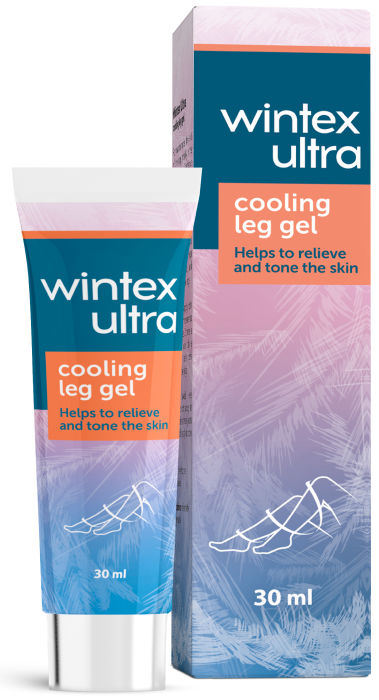 wintex
ultra
cooling
leg gel
Helps to relieve
and tone the skin
30 ml
wintex
ultra
cooling
leg gel
Helps to relieve
and tone the skin
30 ml